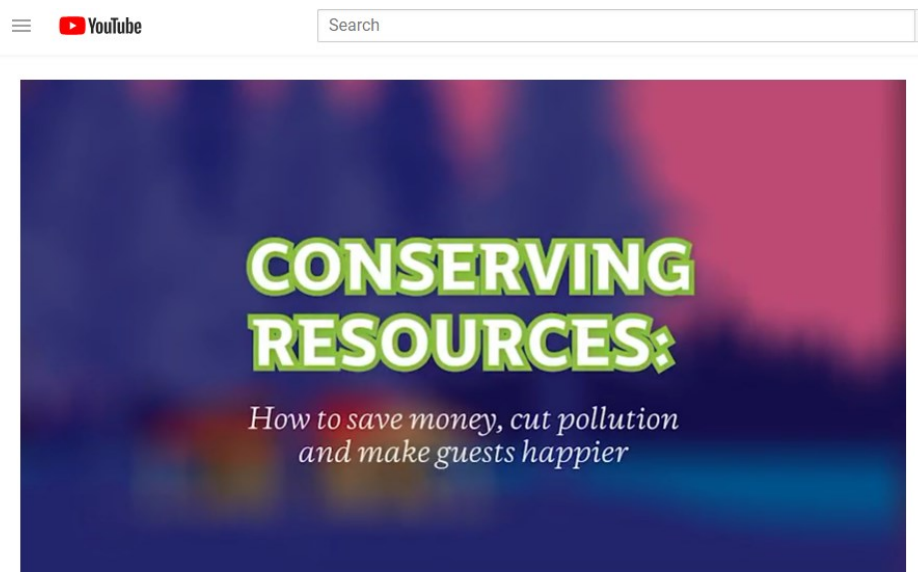 YouTube
Search
CONSERVING
RESOURCES:
How to save money, cut pollution
and make guests happier